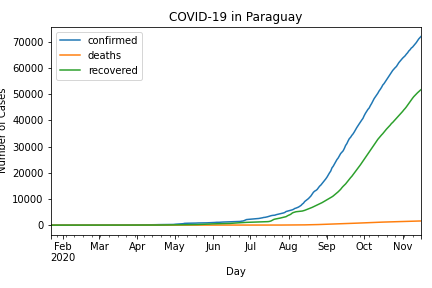 COVID-19 in Paraguay
confirmed
deaths
recovered
Number of Cases
70000
60000
50000
40000
30000
20000
10000
0
Feb Mar Apr May Jun Jul Aug Sep Oct Nov
2020
Day